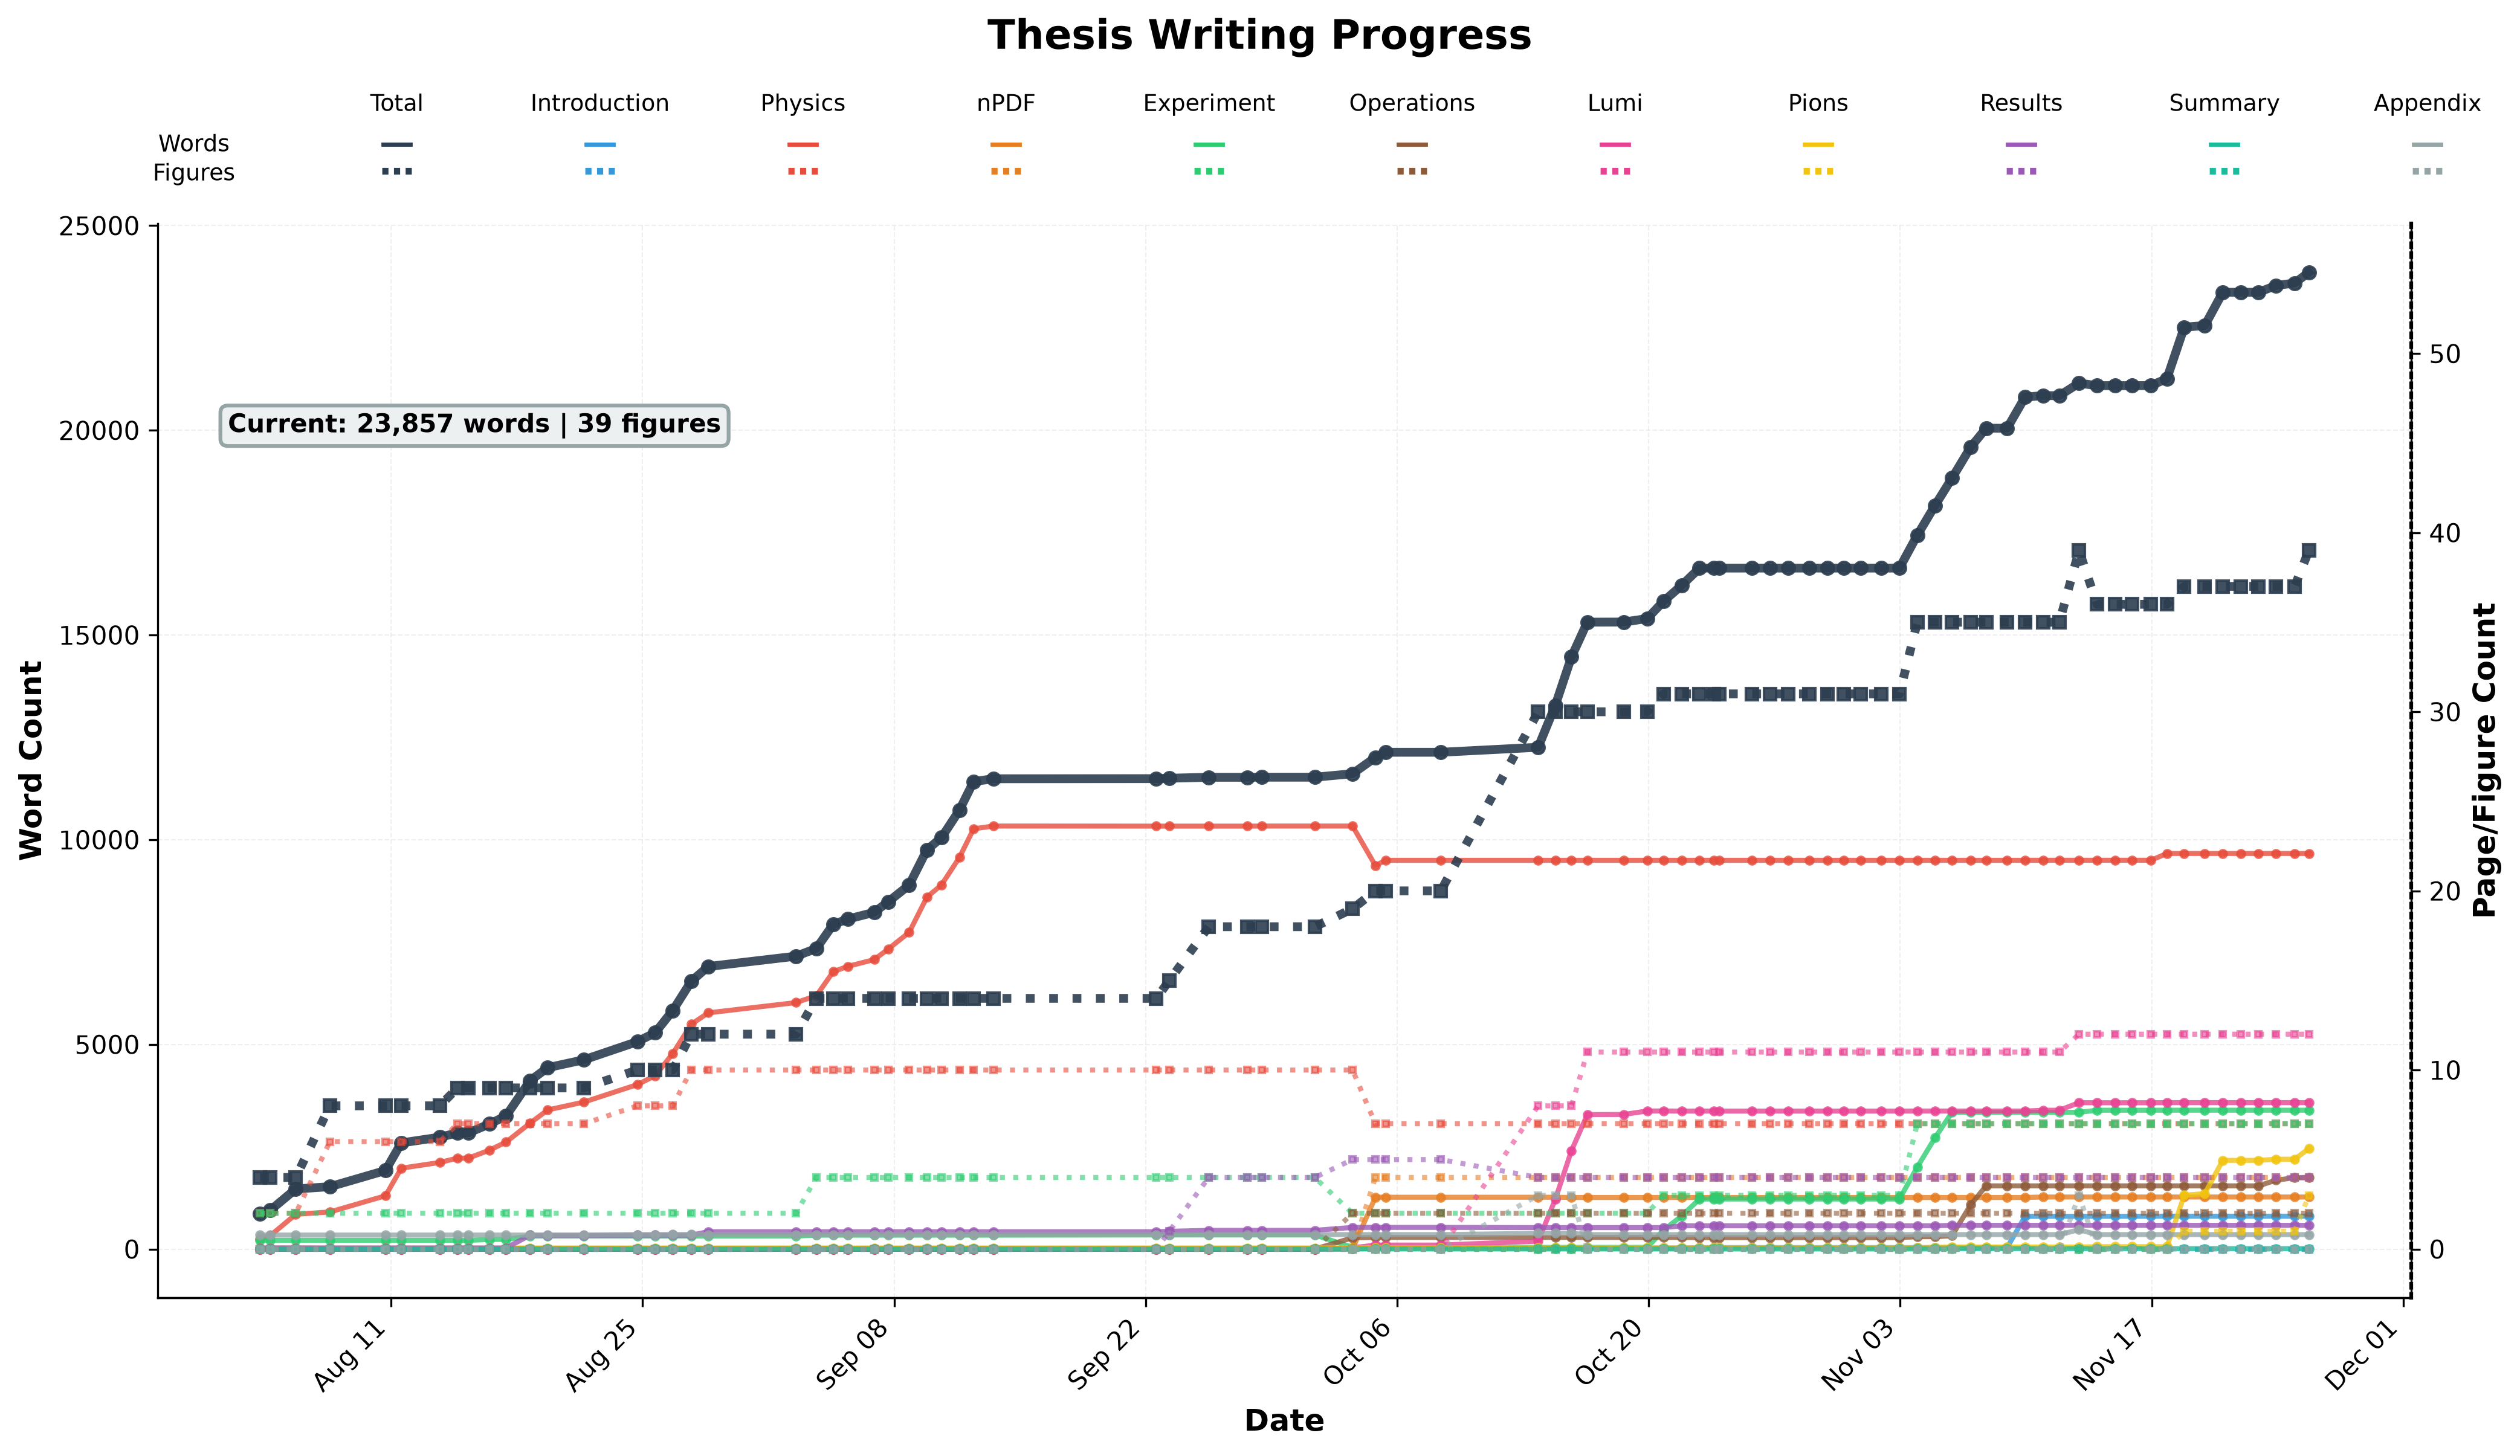 Thesis Writing Progress
Total Introduction Physics nPDF Experiment Operations Lumi Pions Results Summary Appendix
Words
Figures
25000
20000
15000
10000
5000
0
Word Count
Current: 23,857 words | 39 figures
50
40
30
20
10
0
Page/Figure Count
Aug 11
Aug 25
Sep 08
Sep 22
Oct 06
Oct 20
Nov 03
Nov 17
Dec 01
Date